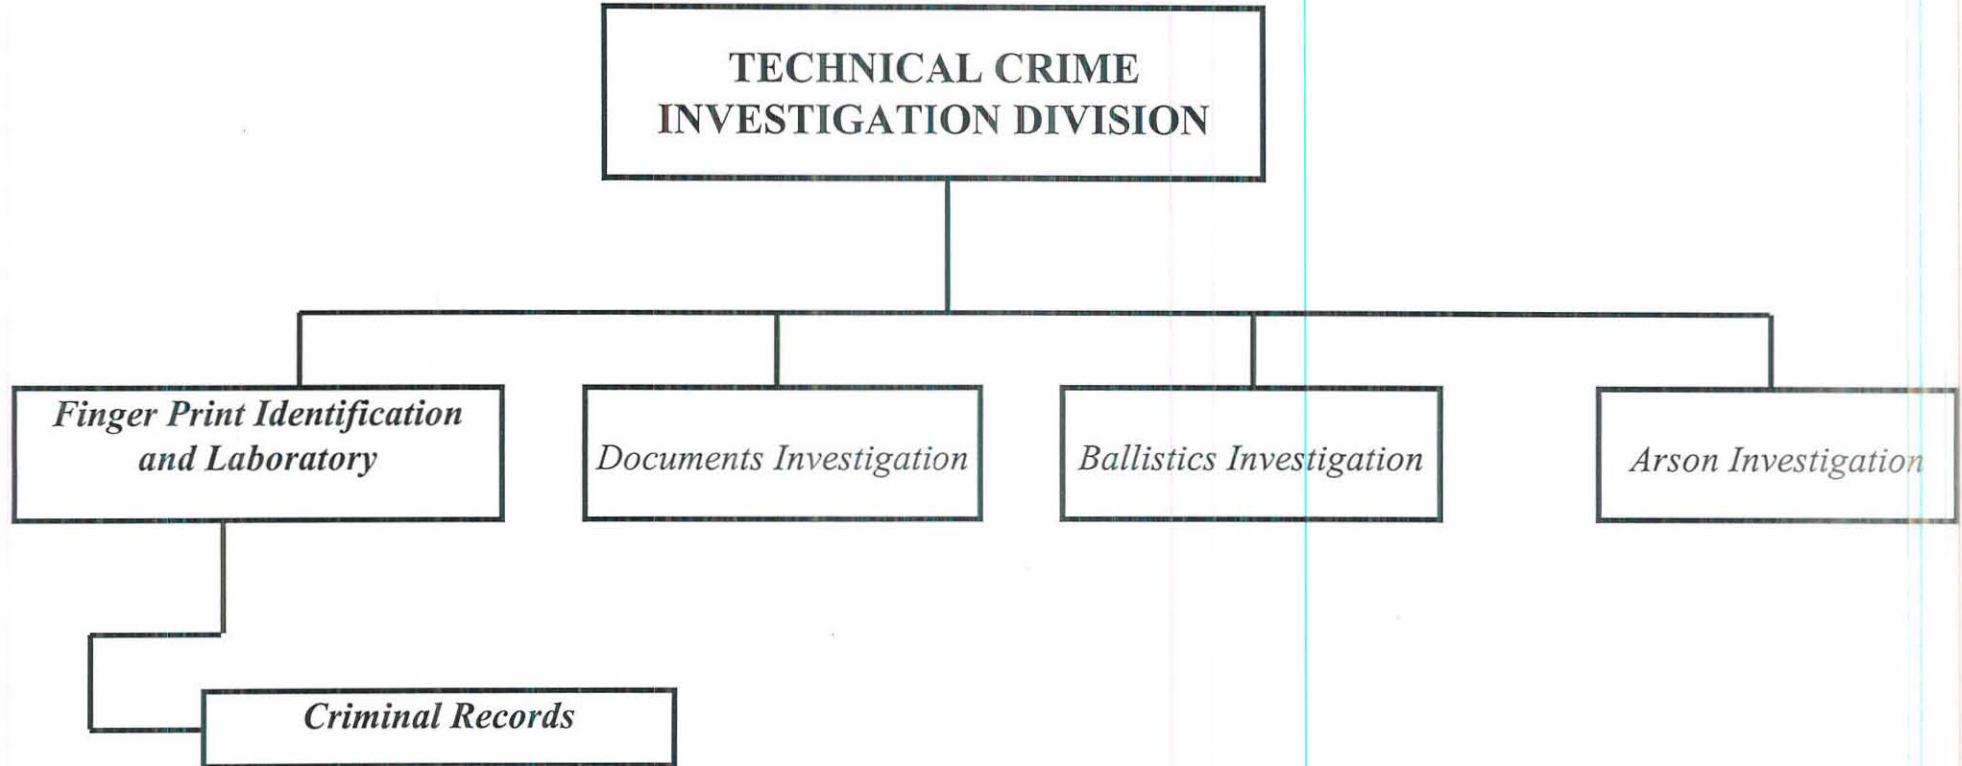 TECHNICAL CRIME
INVESTIGATION DIVISION
Finger Print Identification
and Laboratory
Documents Investigation
Ballistics Investigation
Arson Investigation
Criminal Records